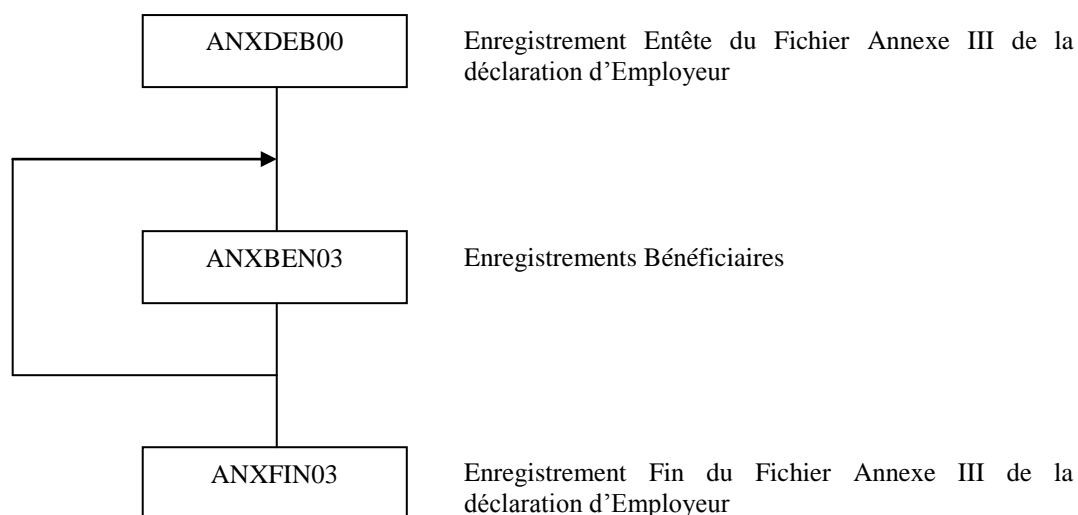 ANXDEB00
Enregistrement Entête du Fichier Annexe III de la
déclaration d’Employeur
ANXBEN03
Enregistrements Bénéficiaires
ANXFIN03
Enregistrement Fin du Fichier Annexe III de la
déclaration d’Employeur